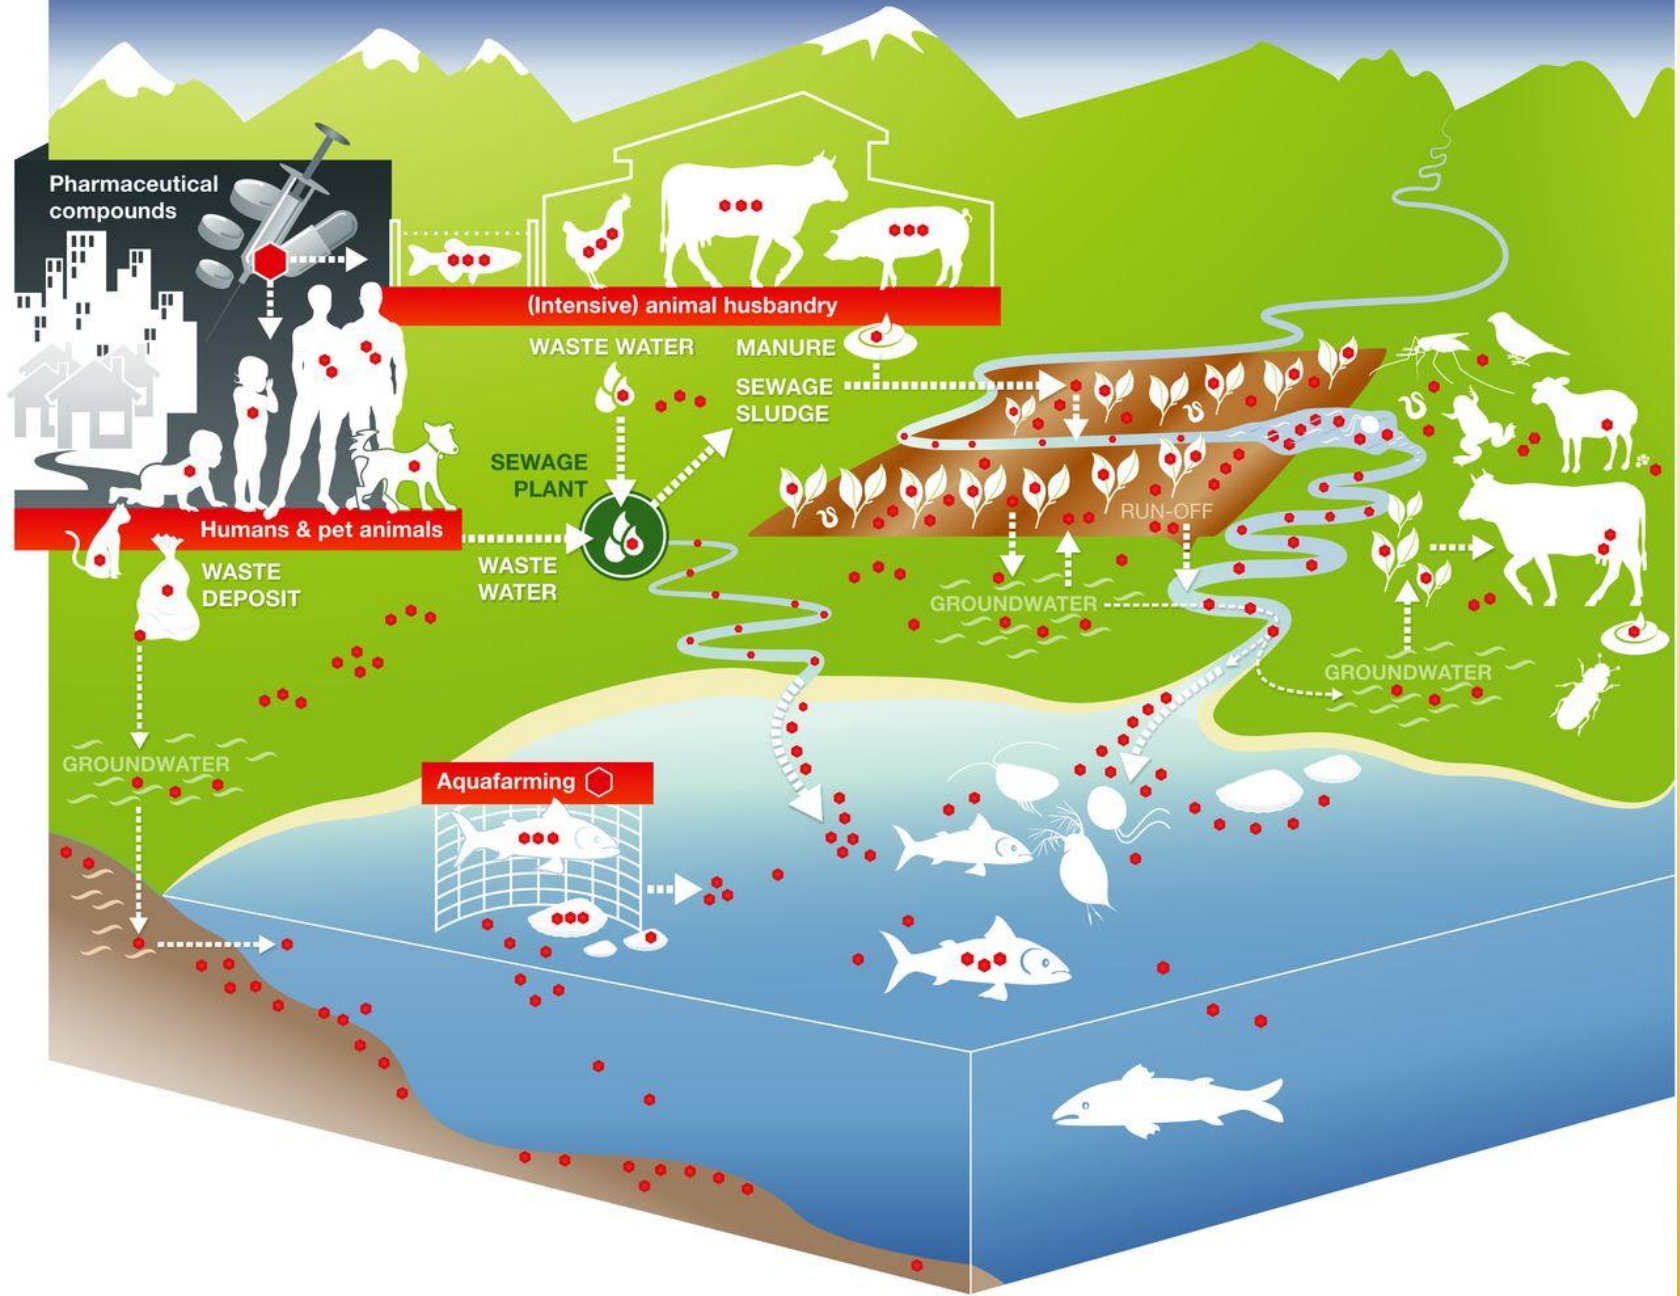 Pharmaceutical
compounds
(Intensive) animal husbandry
WASTE WATER
MANURE
SEWAGE
SLUDGE
SEWAGE
PLANT
Humans & pet animals
WASTE
DEPOSIT
WASTE
WATER
RUN-OFF
GROUNDWATER
GROUNDWATER
GROUNDWATER
Aquafarming